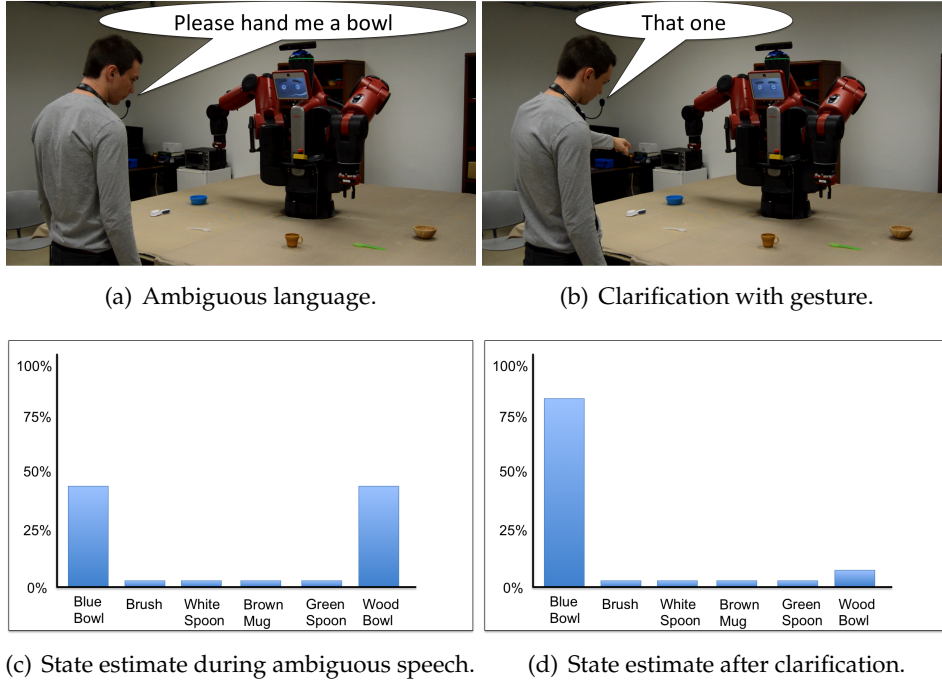 Please hand me a bowl
That one
(a) Ambiguous language.
(b) Clarification with gesture.
100%
75%
50%
25%
0%
Blue
Bowl
Brush
White
Spoon
Brown
Mug
Green
Spoon
Wood
Bowl
100%
75%
50%
25%
0%
Blue
Bowl
Brush
White
Spoon
Brown
Mug
Green
Spoon
Wood
Bowl
(c) State estimate during ambiguous speech.
(d) State estimate after clarification.